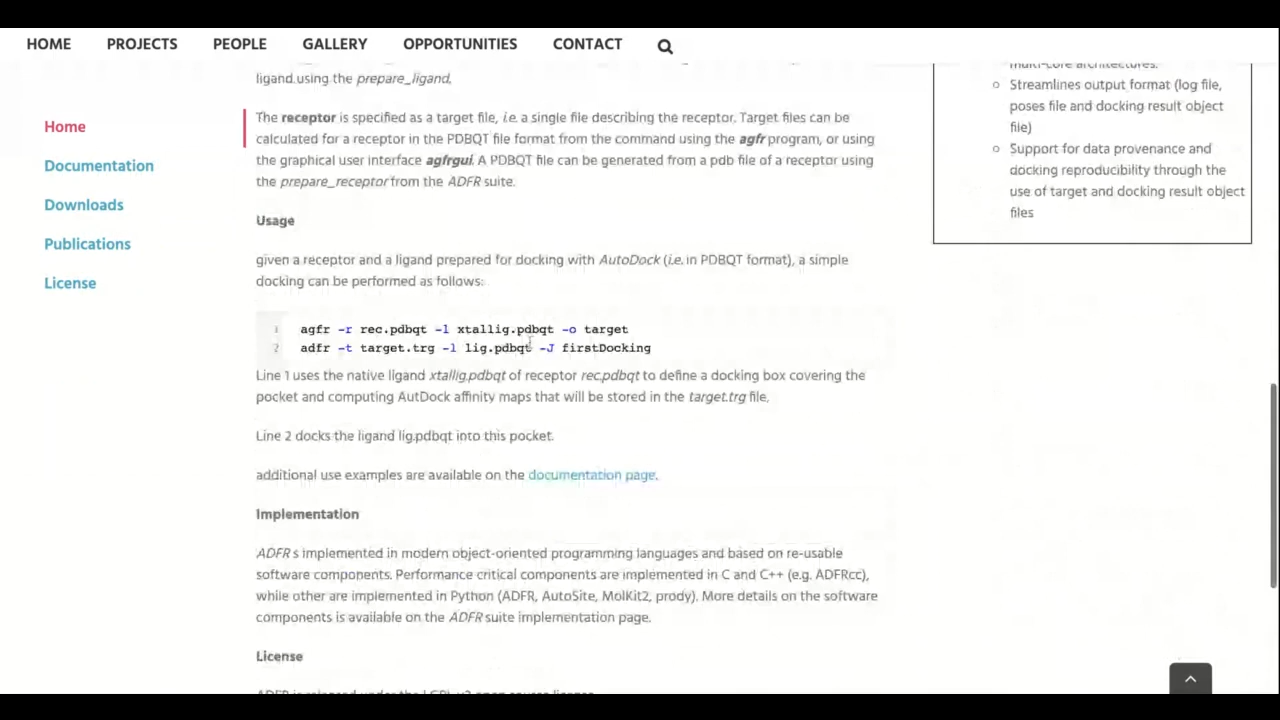 HOME PROJECTS PEOPLE GALLERY OPPORTUNITIES CONTACT
Home
Documentation
Downloads
Publications
License
ligand using the prepare_ligand.
The receptor is specified as a target file, i.e. a single file describing the receptor. Target files can be
calculated for a receptor in the PDBQT file format from the command using the agfr program, or using
the graphical user interface agfrgui. A PDBQT file can be generated from a pdb file of a receptor using
the prepare_receptor from the ADFR suite.
Usage
given a receptor and a ligand prepared for docking with AutoDock (i.e. in PDBQT format), a simple
docking can be performed as follows:
1 agfr -r rec.pdbqt -l xtallig.pdbqt -o target
2 adfr -t target.trg -l lig.pdbqt -J firstDocking
Line 1 uses the native ligand xtallig.pdbqt of receptor rec.pdbqt to define a docking box covering the
pocket and computing AutDock affinity maps that will be stored in the target.trg file.
Line 2 docks the ligand lig.pdbqt into this pocket.
additional use examples are available on the documentation page.
Implementation
ADFR s implemented in modern object-oriented programming languages and based on re-usable
software components. Performance critical components are implemented in C and C++ (e.g. ADFRcc),
while other are implemented in Python (ADFR, AutoSite, MolKit2, prody). More details on the software
components is available on the ADFR suite implementation page.
License
ADFR is released under the LGPL v2 open source license
multi-core architectures.
Streamlines output format (log file,
poses file and docking result object
file)
Support for data provenance and
docking reproducibility through the
use of target and docking result object
files